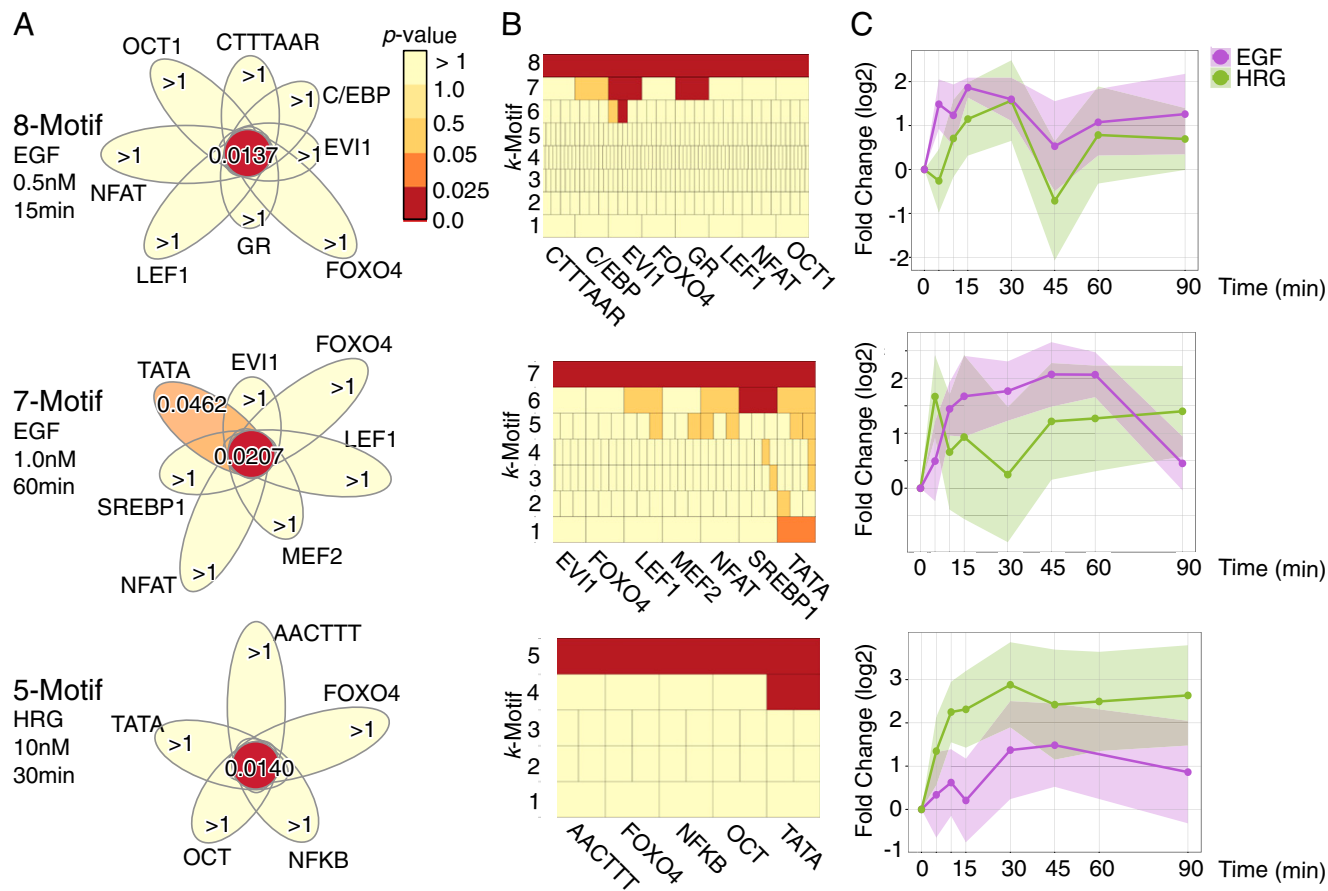 A
OCT1
CTTTAAR
C/EBP
EVI1
FOXO4
GR
LEF1
NFAT
>1
>1
>1
>1
>1
>1
>1
>1
0.0137
8-Motif
EGF
0.5nM
15min
p-value
> 1
1.0
0.5
0.05
0.025
0.0
TATA
EVI1
FOXO4
LEF1
MEF2
NFAT
SREBP1
0.0462
>1
>1
>1
>1
>1
>1
0.0207
7-Motif
EGF
1.0nM
60min
AACTTT
FOXO4
NFKB
OCT
TATA
>1
>1
>1
>1
>1
0.0140
5-Motif
HRG
10nM
30min
B
k-Motif
8
7
6
5
4
3
2
1
CTTTAAR
C/EBP
EVI1
FOXO4
GR
LEF1
NFAT
OCT1
k-Motif
7
6
5
4
3
2
1
EVI1
FOXO4
LEF1
MEF2
NFAT
SREBP1
TATA
k-Motif
5
4
3
2
1
AACTTT
FOXO4
NFKB
OCT
TATA
C
EGF
HRG
Fold Change (log2)
2
1
0
-1
-2
0 15 30 45 60 90 Time (min)
Fold Change (log2)
2
1
0
0 15 30 45 60 90 Time (min)
Fold Change (log2)
3
2
1
0
-1
0 15 30 45 60 90 Time (min)